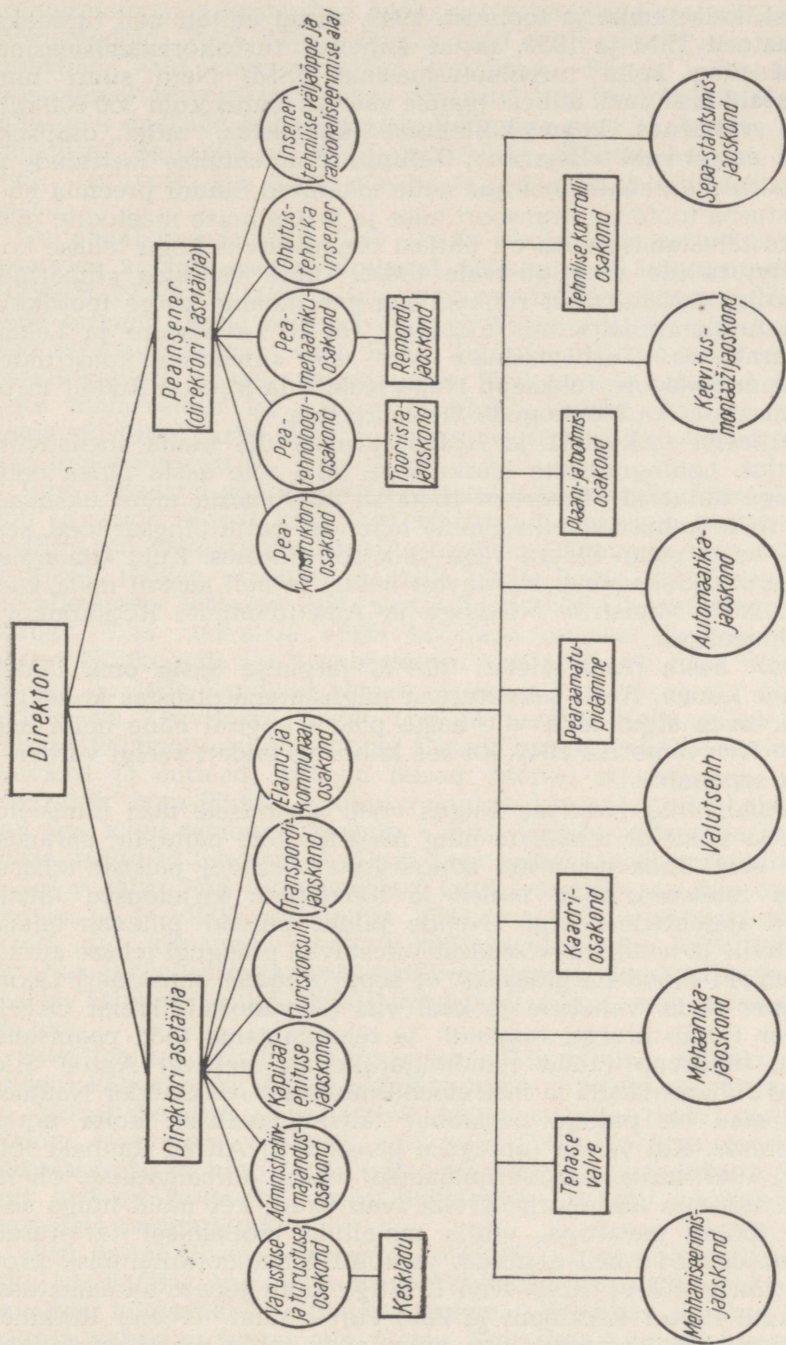 Direktor
Direktori asetäitja
Peainsener
(direktori I asetäitja)
Varustuse
ja turustuse
osakond
Administratiiv-
majandus-
osakond
Kapitaal-
ehituse
jaoskond
Juriskonsult
Transpordi-
jaoskond
Elamu- ja
kommunaal-
osakond
Pea-
konstruktori-
osakond
Pea-
tehnoloogi-
osakond
Pea-
mehaaniku-
osakond
Ohutus-
tehnika
insener
Insener
tehnilise väljaõppe ja
ratsionaliseerimise alal
Keskladu
Tööriista-
jaoskond
Remondi-
jaoskond
Tehase
valve
Kaadri-
osakond
Pearaamatu-
pidamine
Plaani-ja tootmis-
osakond
Tehnilise kontrolli
osakond
Mehhaniseerimis-
jaoskond
Mehaanika-
jaoskond
Valutsehh
Automaatika-
jaoskond
Keevitus-
montaažijaoskond
Sepa-stantsimis-
jaoskond